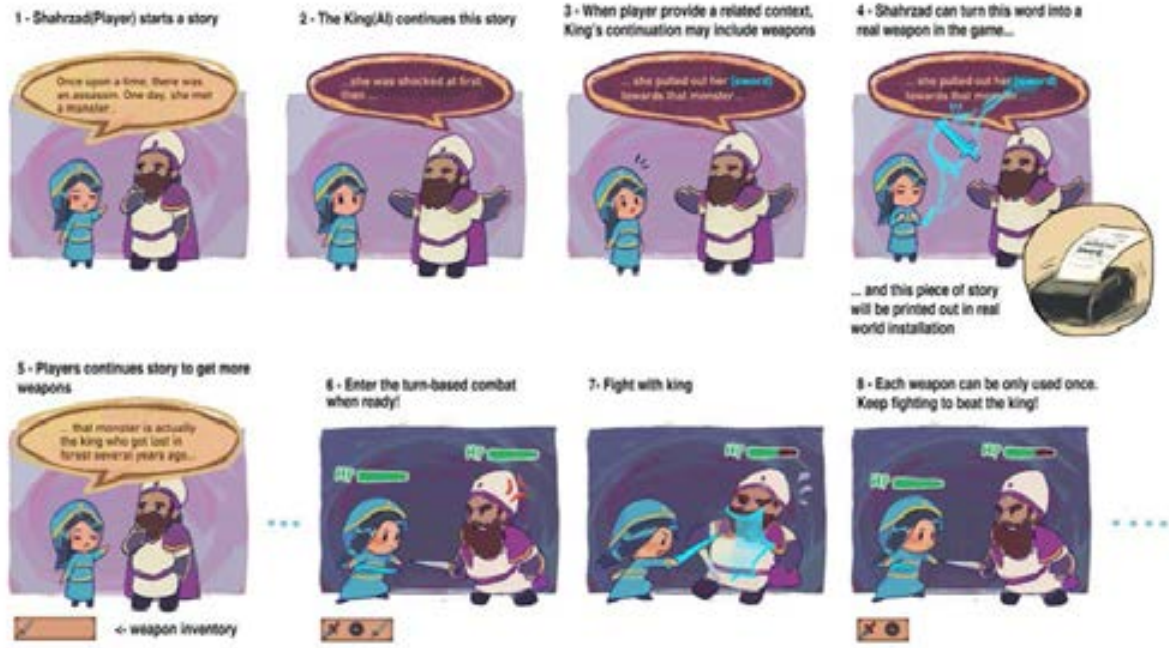 1 - Shahrzad(Player) starts a story
Once upon a time, there was
an assassin. One day, she met
a monster
2 - The King(AI) continues this story
...she was shocked at first
then ...
3 - When player provide a related context,
King's continuation may include weapons
... she pulled out her [sword]
towards that monster...
4 - Shahrzad can turn this word into a
real weapon in the game...
... she pulled out her [sword]
towards that monster...
... and this piece of story
will be printed out in real
world installation
5 - Players continues story to get more
weapons
... that monster is actually
the king who got lost in
forest several years ago...
<- weapon inventory
6 - Enter the turn-based combat
when ready!
HP
HP
7- Fight with king
HP
8 - Each weapon can be only used once.
Keep fighting to beat the king!
HP
HP